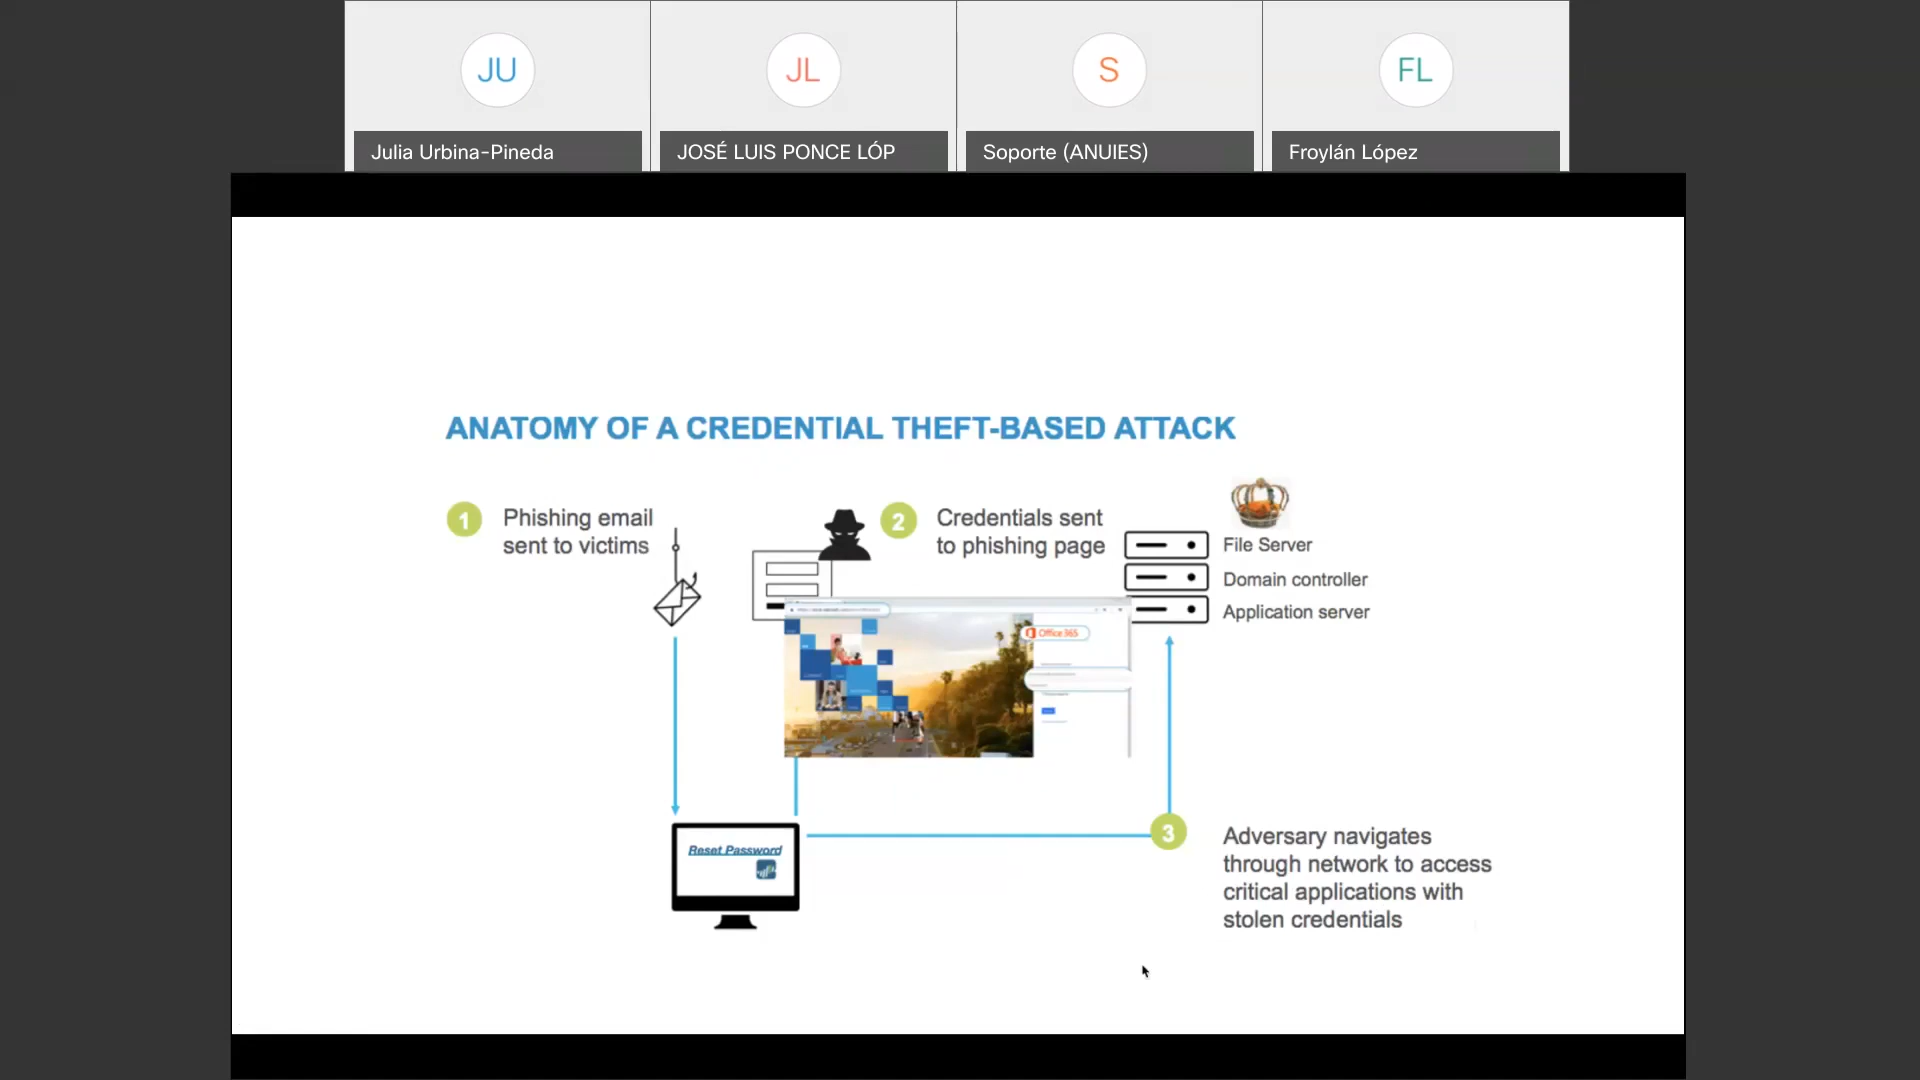 JU
JL
S
FL
Julia Urbina-Pineda
JOSÉ LUIS PONCE LÓP
Soporte (ANUIES)
Froylán López
ANATOMY OF A CREDENTIAL THEFT-BASED ATTACK
1
Phishing email
sent to victims
2
Credentials sent
to phishing page
File Server
Domain controller
Application server
Office 365
Reset Password
3
Adversary navigates
through network to access
critical applications with
stolen credentials